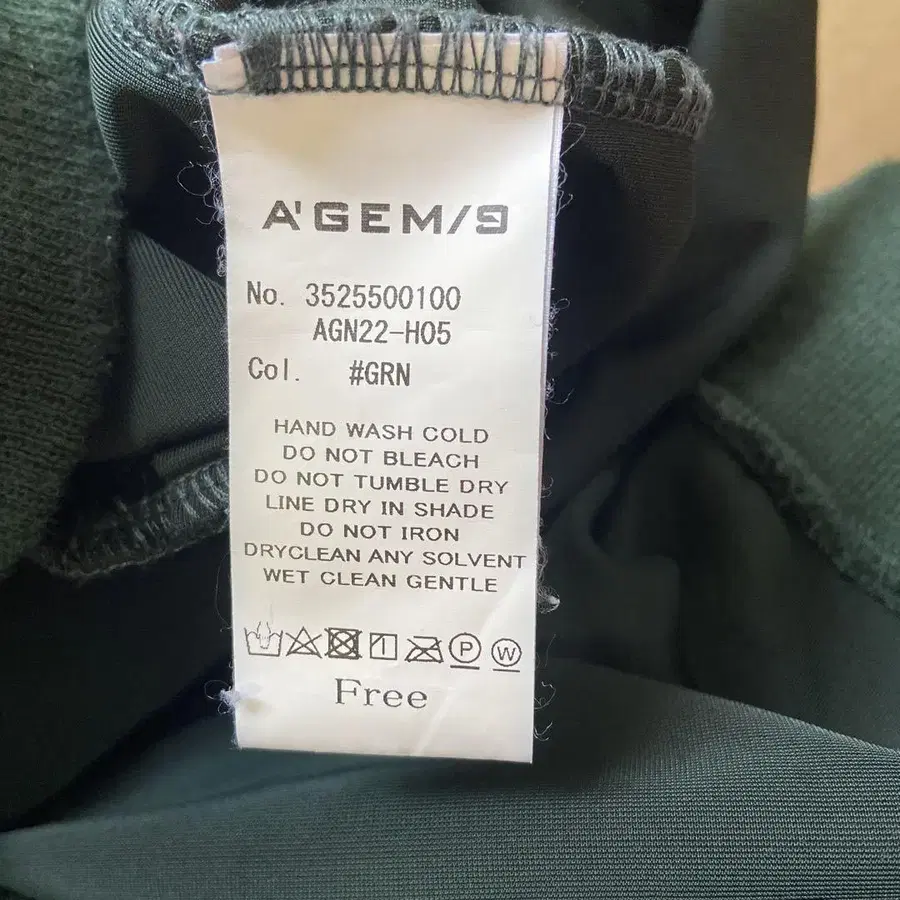 A'GEM/9
No. 3525500100
AGN22-H05
Col. #GRN
HAND WASH COLD
DO NOT BLEACH
DO NOT TUMBLE DRY
LINE DRY IN SHADE
DO NOT IRON
DRYCLEAN ANY SOLVENT
WET CLEAN GENTLE
P W
Free